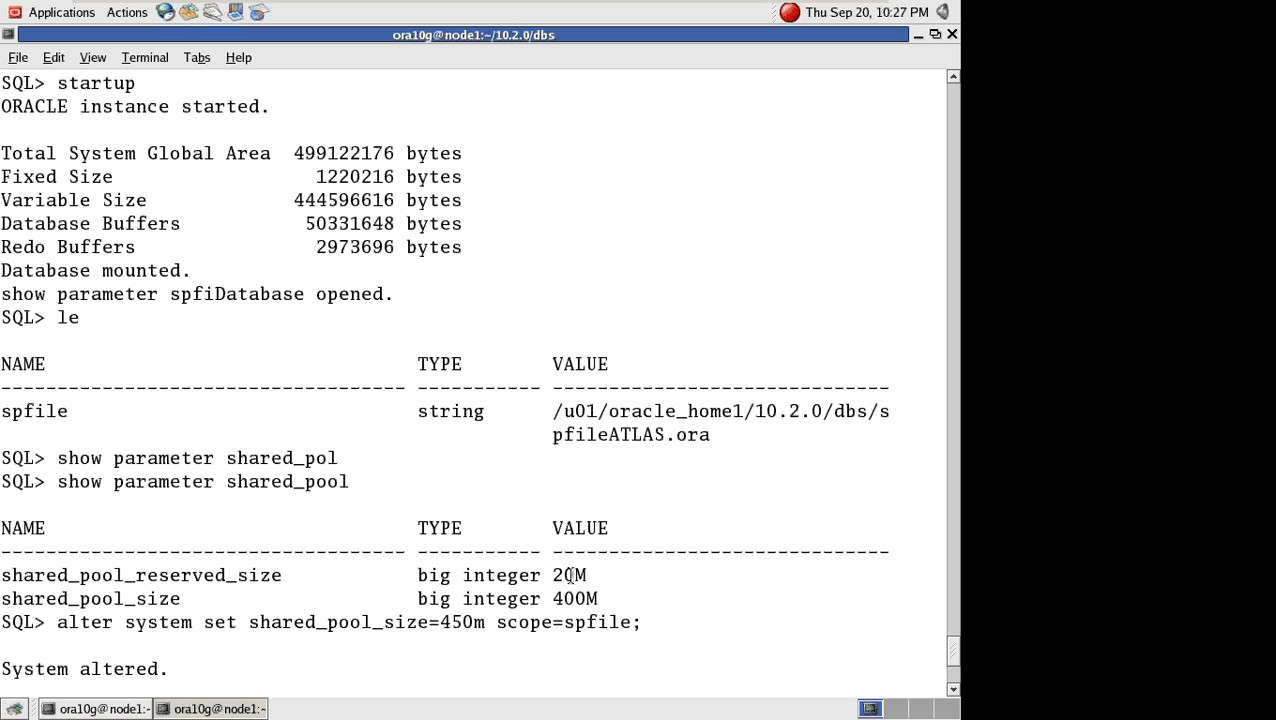 Applications Actions Thu Sep 20, 10:27 PM
ora10g@node1:~/10.2.0/dbs
File Edit View Terminal Tabs Help
SQL> startup
ORACLE instance started.
Total System Global Area 499122176 bytes
Fixed Size 1220216 bytes
Variable Size 444596616 bytes
Database Buffers 50331648 bytes
Redo Buffers 2973696 bytes
Database mounted.
show parameter spfiDatabase opened.
SQL> le
NAME TYPE VALUE
------------------------------------ ----------- ------------------------------
spfile string /u01/oracle_home1/10.2.0/dbs/s
pfileATLAS.ora
SQL> show parameter shared_pol
SQL> show parameter shared_pool
NAME TYPE VALUE
------------------------------------ ----------- ------------------------------
shared_pool_reserved_size big integer 20M
shared_pool_size big integer 400M
SQL> alter system set shared_pool_size=450m scope=spfile;
System altered.
ora10g@node1:- ora10g@node1:-